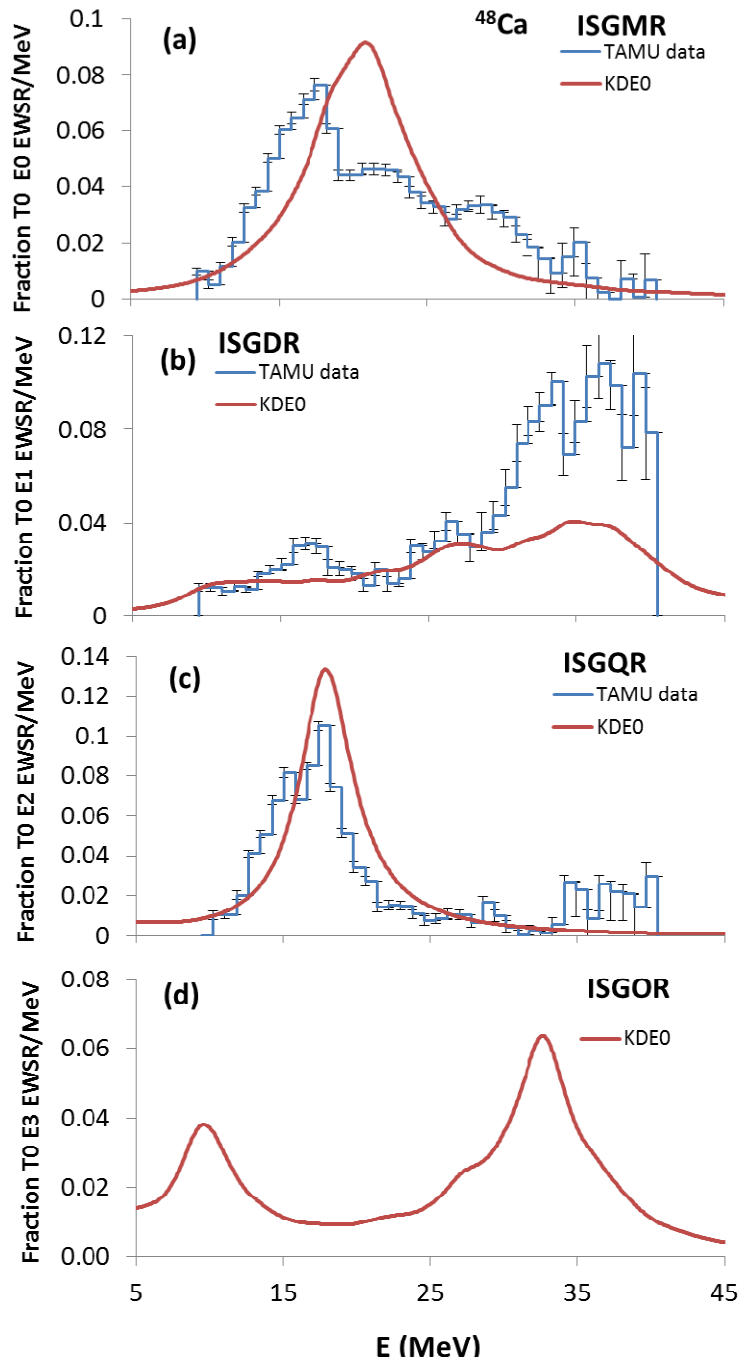 (a)
⁴⁸Ca
ISGMR
TAMU data
KDE0
Fraction T0 E0 EWSR/MeV
0.1
0.08
0.06
0.04
0.02
0
(b)
ISGDR
TAMU data
KDE0
Fraction T0 E1 EWSR/MeV
0.12
0.08
0.04
0
(c)
ISGQR
TAMU data
KDE0
Fraction T0 E2 EWSR/MeV
0.14
0.12
0.1
0.08
0.06
0.04
0.02
0
(d)
ISGOR
KDE0
Fraction T0 E3 EWSR/MeV
0.08
0.06
0.04
0.02
0.00
5 15 25 35 45
E (MeV)